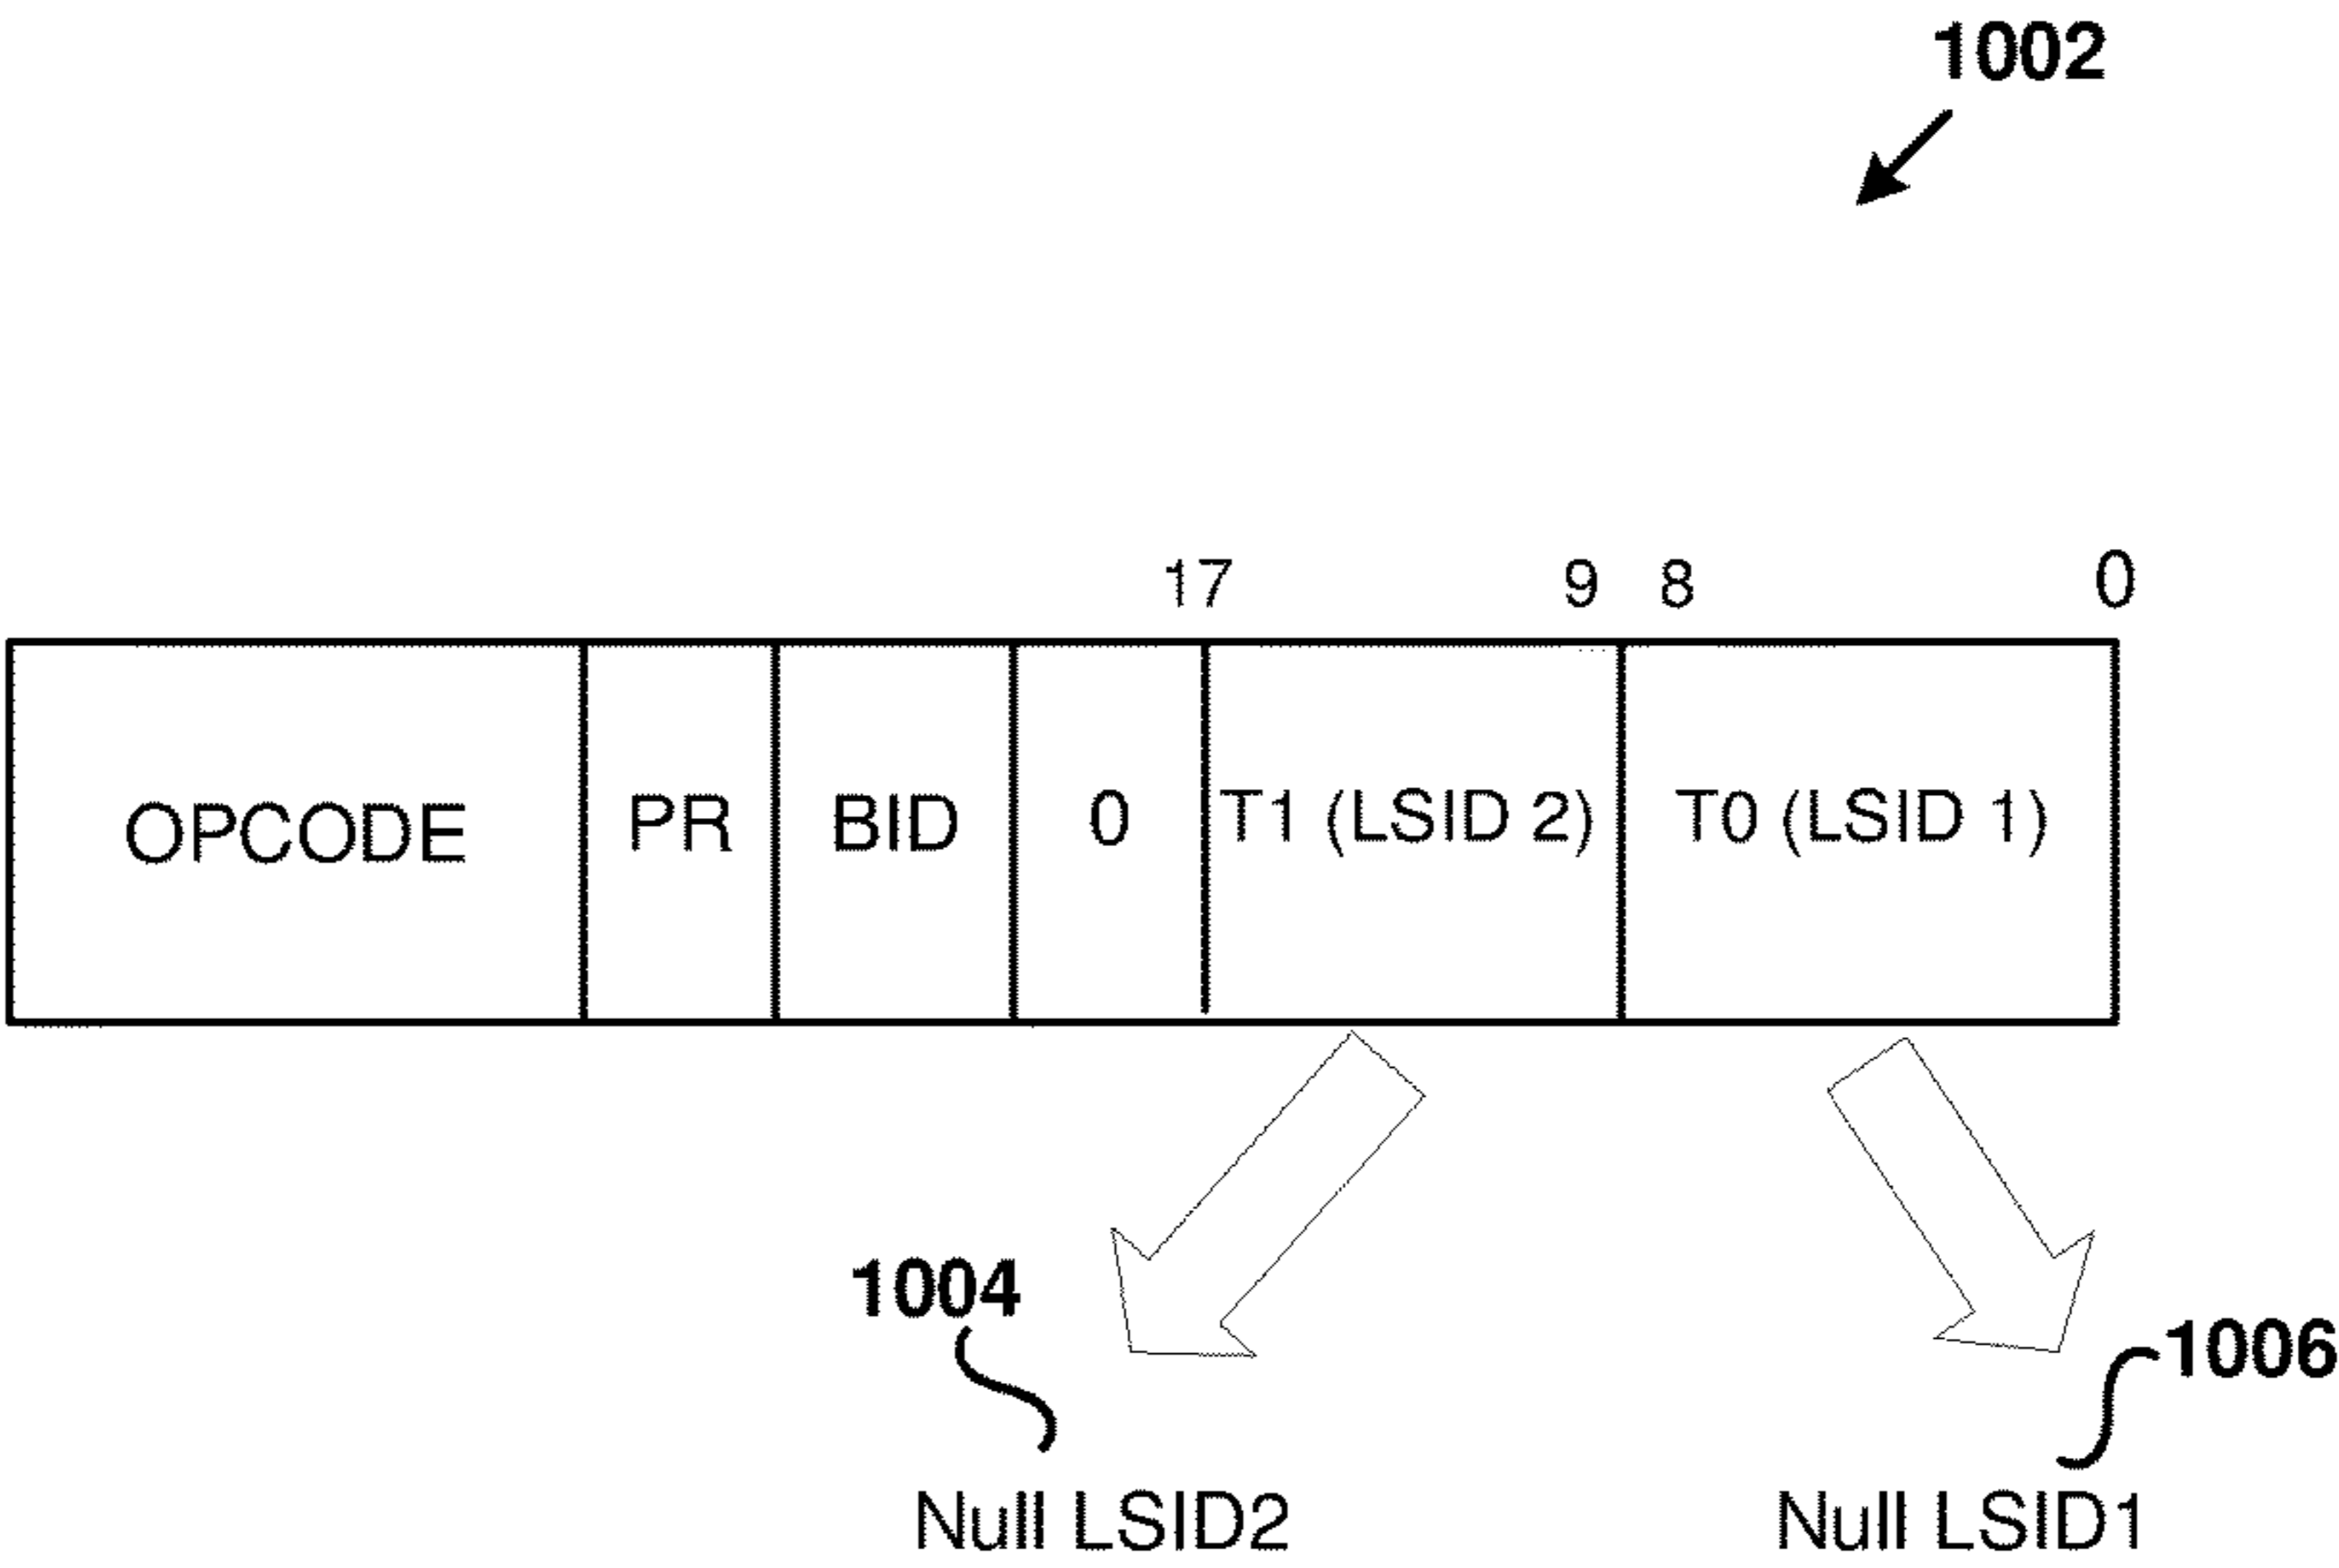 1002
17 9 8 0
OPCODE PR BID 0 T1 (LSID 2) T0 (LSID 1)
1004
1006
Null LSID2 Null LSID1